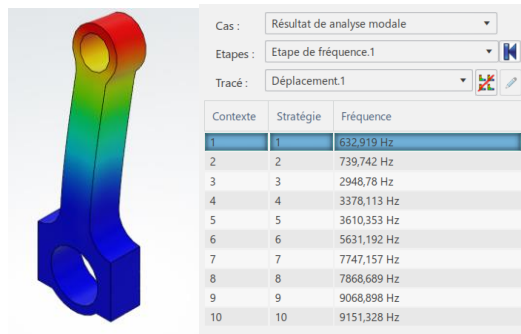 Cas : Résultat de analyse modale
Etapes : Etape de fréquence.1
Tracé : Déplacement.1
Contexte Stratégie Fréquence
1 1 632,919 Hz
2 2 739,742 Hz
3 3 2948,78 Hz
4 4 3378,113 Hz
5 5 3610,353 Hz
6 6 5631,192 Hz
7 7 7747,157 Hz
8 8 7868,689 Hz
9 9 9068,898 Hz
10 10 9151,328 Hz